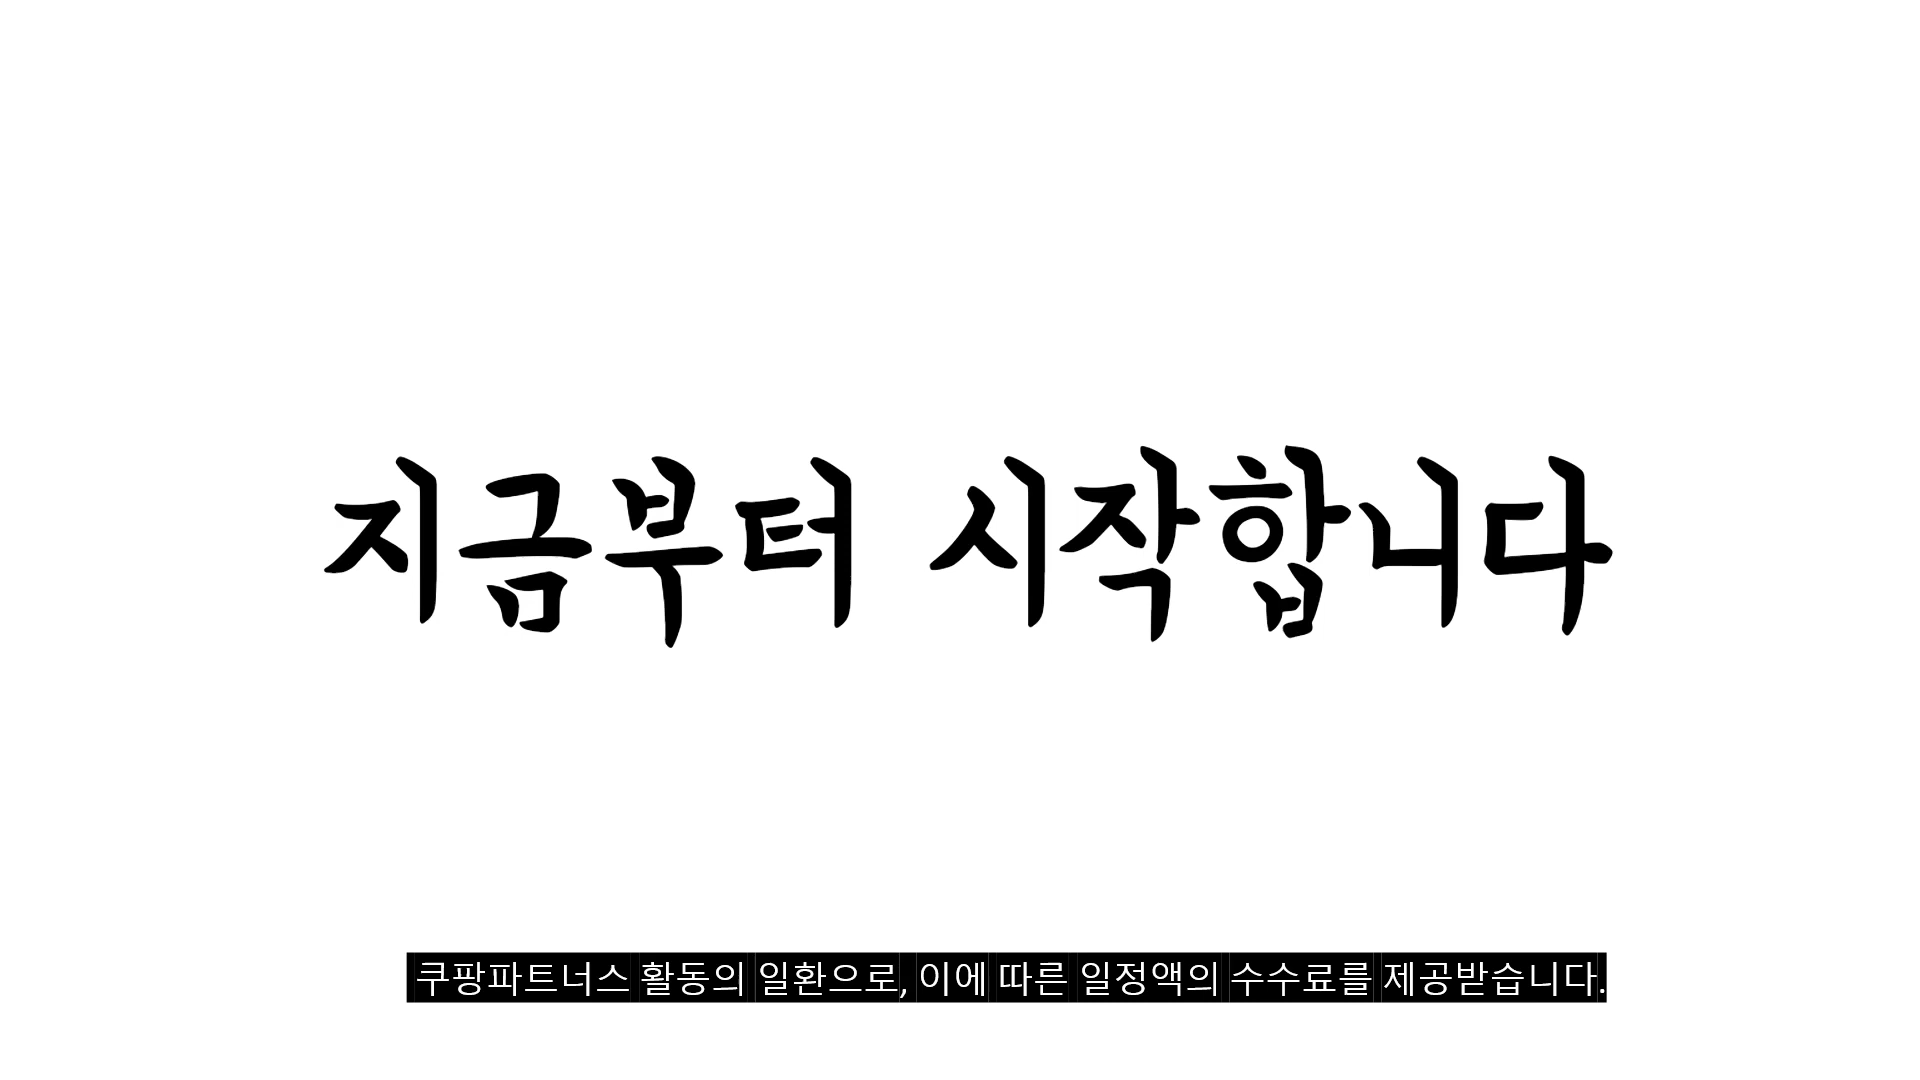 지금부터 시작합니다
쿠팡파트너스 활동의 일환으로, 이에 따른 일정액의 수수료를 제공받습니다.